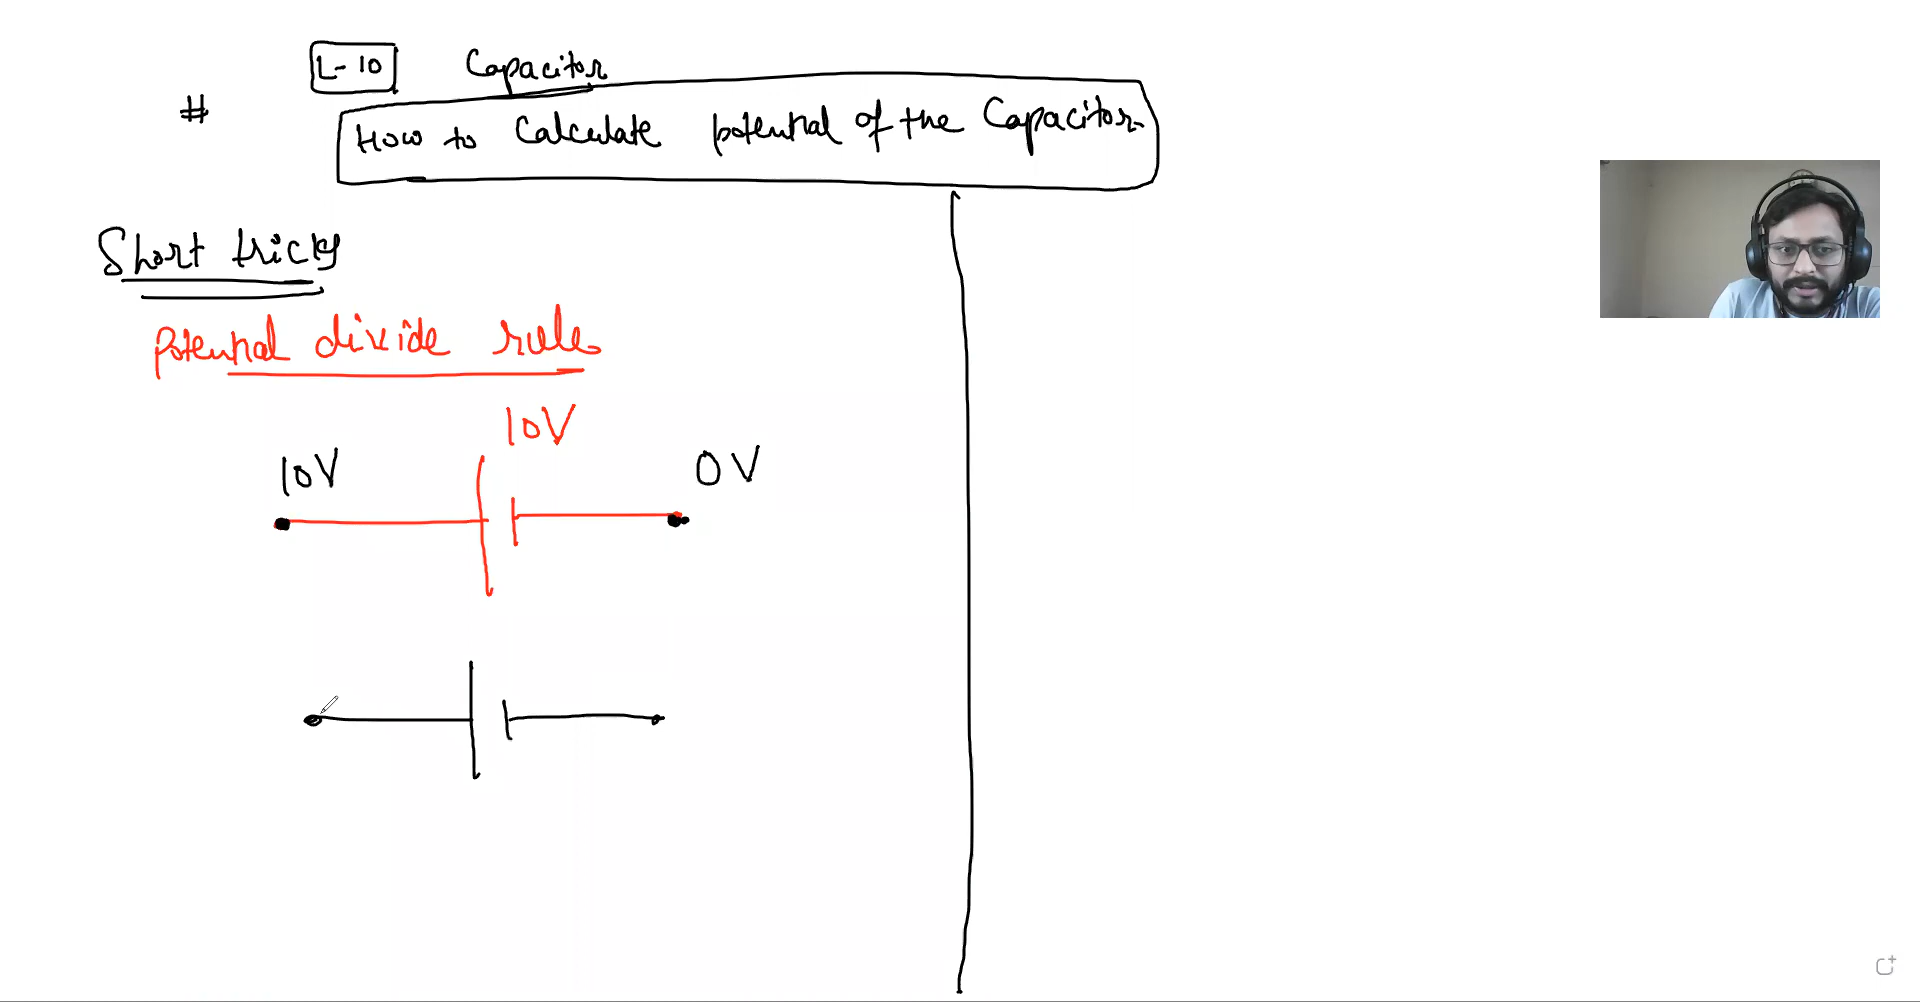 L-10 Capacitor
# How to Calculate potential of the Capacitor
Short tricks
Potential divide rule
10V
10V 0V